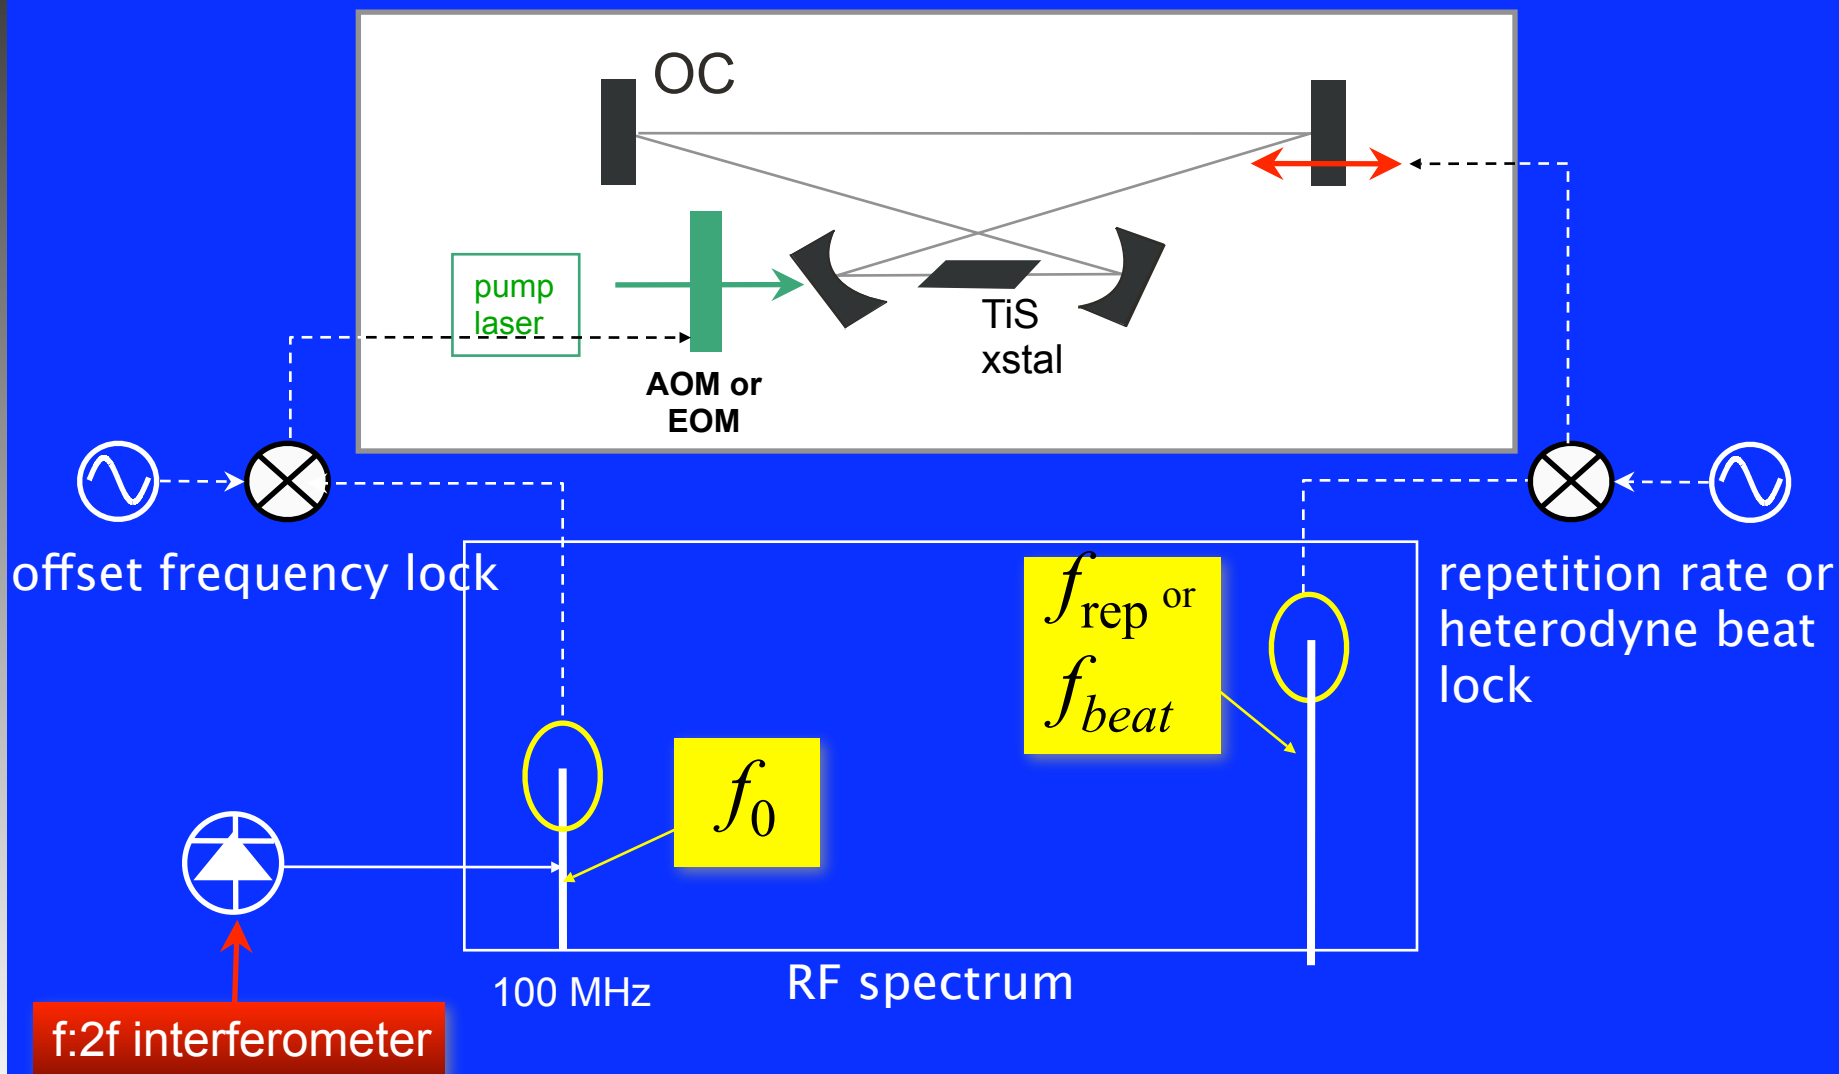 OC
pump
laser
TiS
xstal
AOM or
EOM
offset frequency lock
f_rep or
f_beat
repetition rate or
heterodyne beat
lock
f_0
100 MHz
RF spectrum
f:2f interferometer